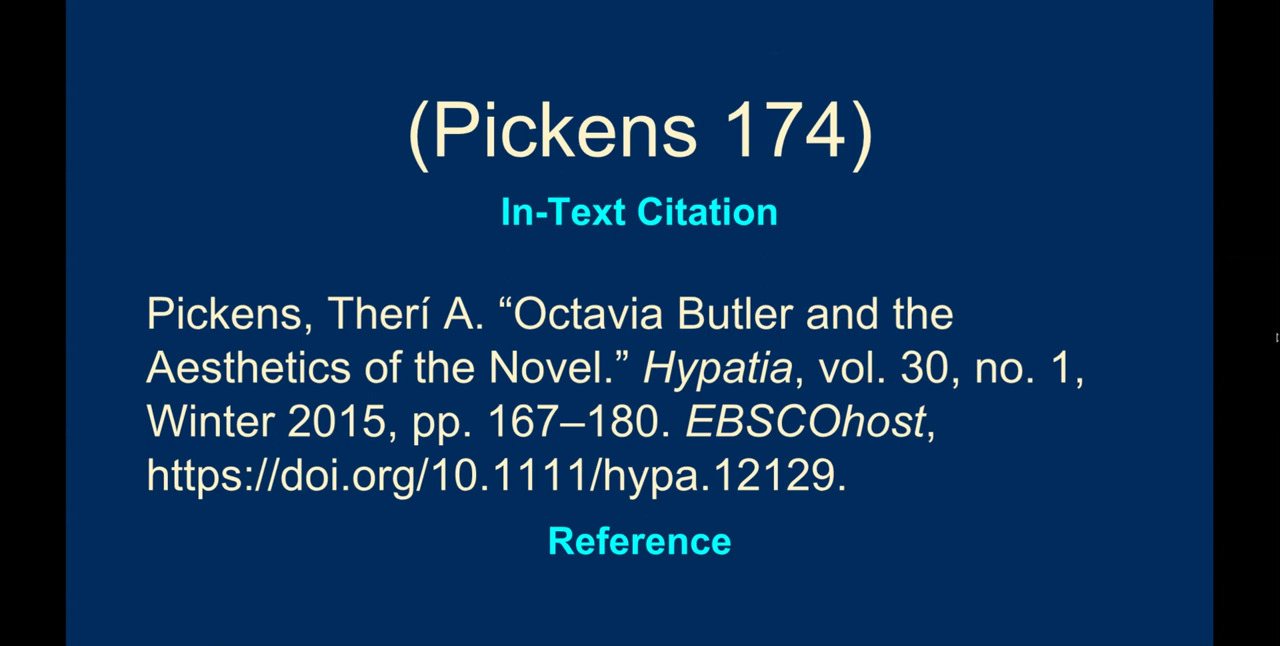 (Pickens 174)
In-Text Citation
Pickens, Therí A. “Octavia Butler and the
Aesthetics of the Novel.” Hypatia, vol. 30, no. 1,
Winter 2015, pp. 167–180. EBSCOhost,
https://doi.org/10.1111/hypa.12129.
Reference